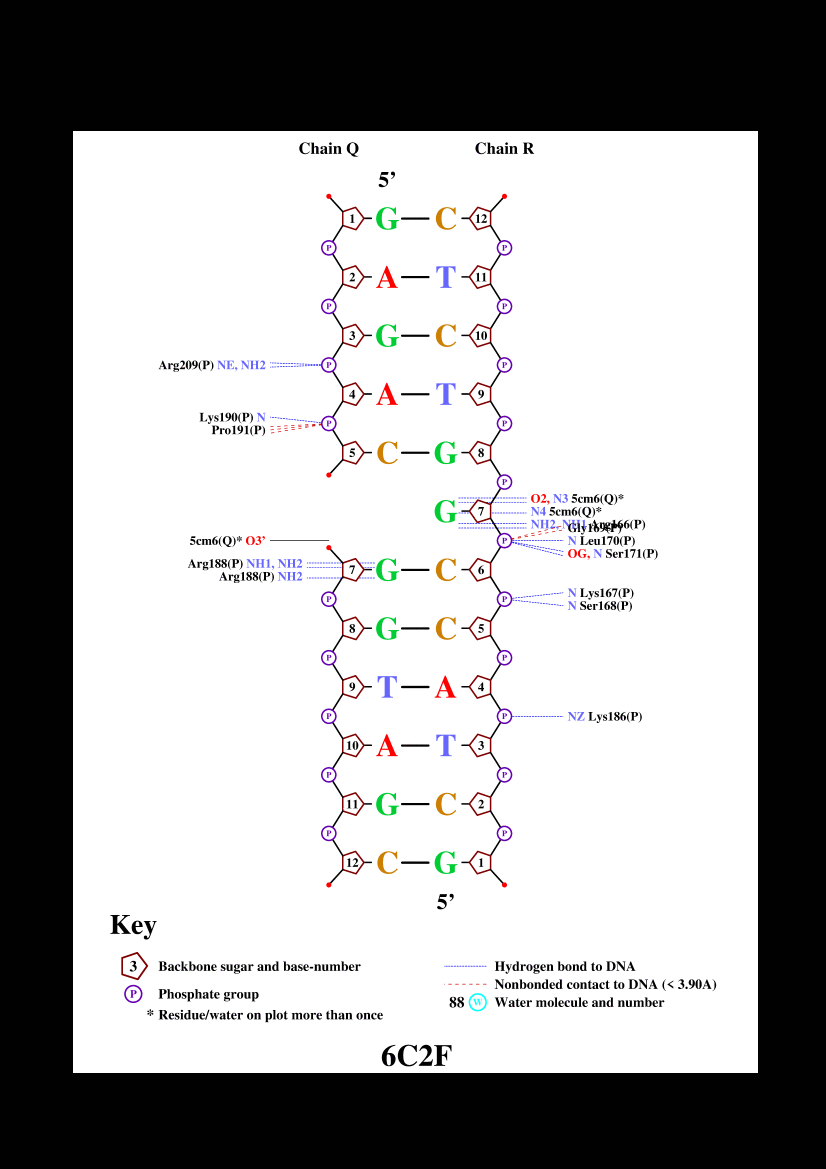 Chain Q Chain R
5’
1 G C 12
P P
2 A T 11
P P
3 G C 10
Arg209(P) NE, NH2 P P
4 A T 9
Lys190(P) N P P
Pro191(P)
5 C G 8
P
O2, N3 5cm6(Q)*
G 7 N4 5cm6(Q)*
NH2, NH1 Arg166(P)
Gly169(P)
5cm6(Q)* O3’ P N Leu170(P)
OG, N Ser171(P)
Arg188(P) NH1, NH2 7 G C 6
Arg188(P) NH2
P P N Lys167(P)
N Ser168(P)
8 G C 5
P P
9 T A 4
P P NZ Lys186(P)
10 A T 3
P P
11 G C 2
P P
12 C G 1
5’
Key
3 Backbone sugar and base-number
P Phosphate group
* Residue/water on plot more than once
Hydrogen bond to DNA
Nonbonded contact to DNA (< 3.90A)
88 W Water molecule and number
6C2F